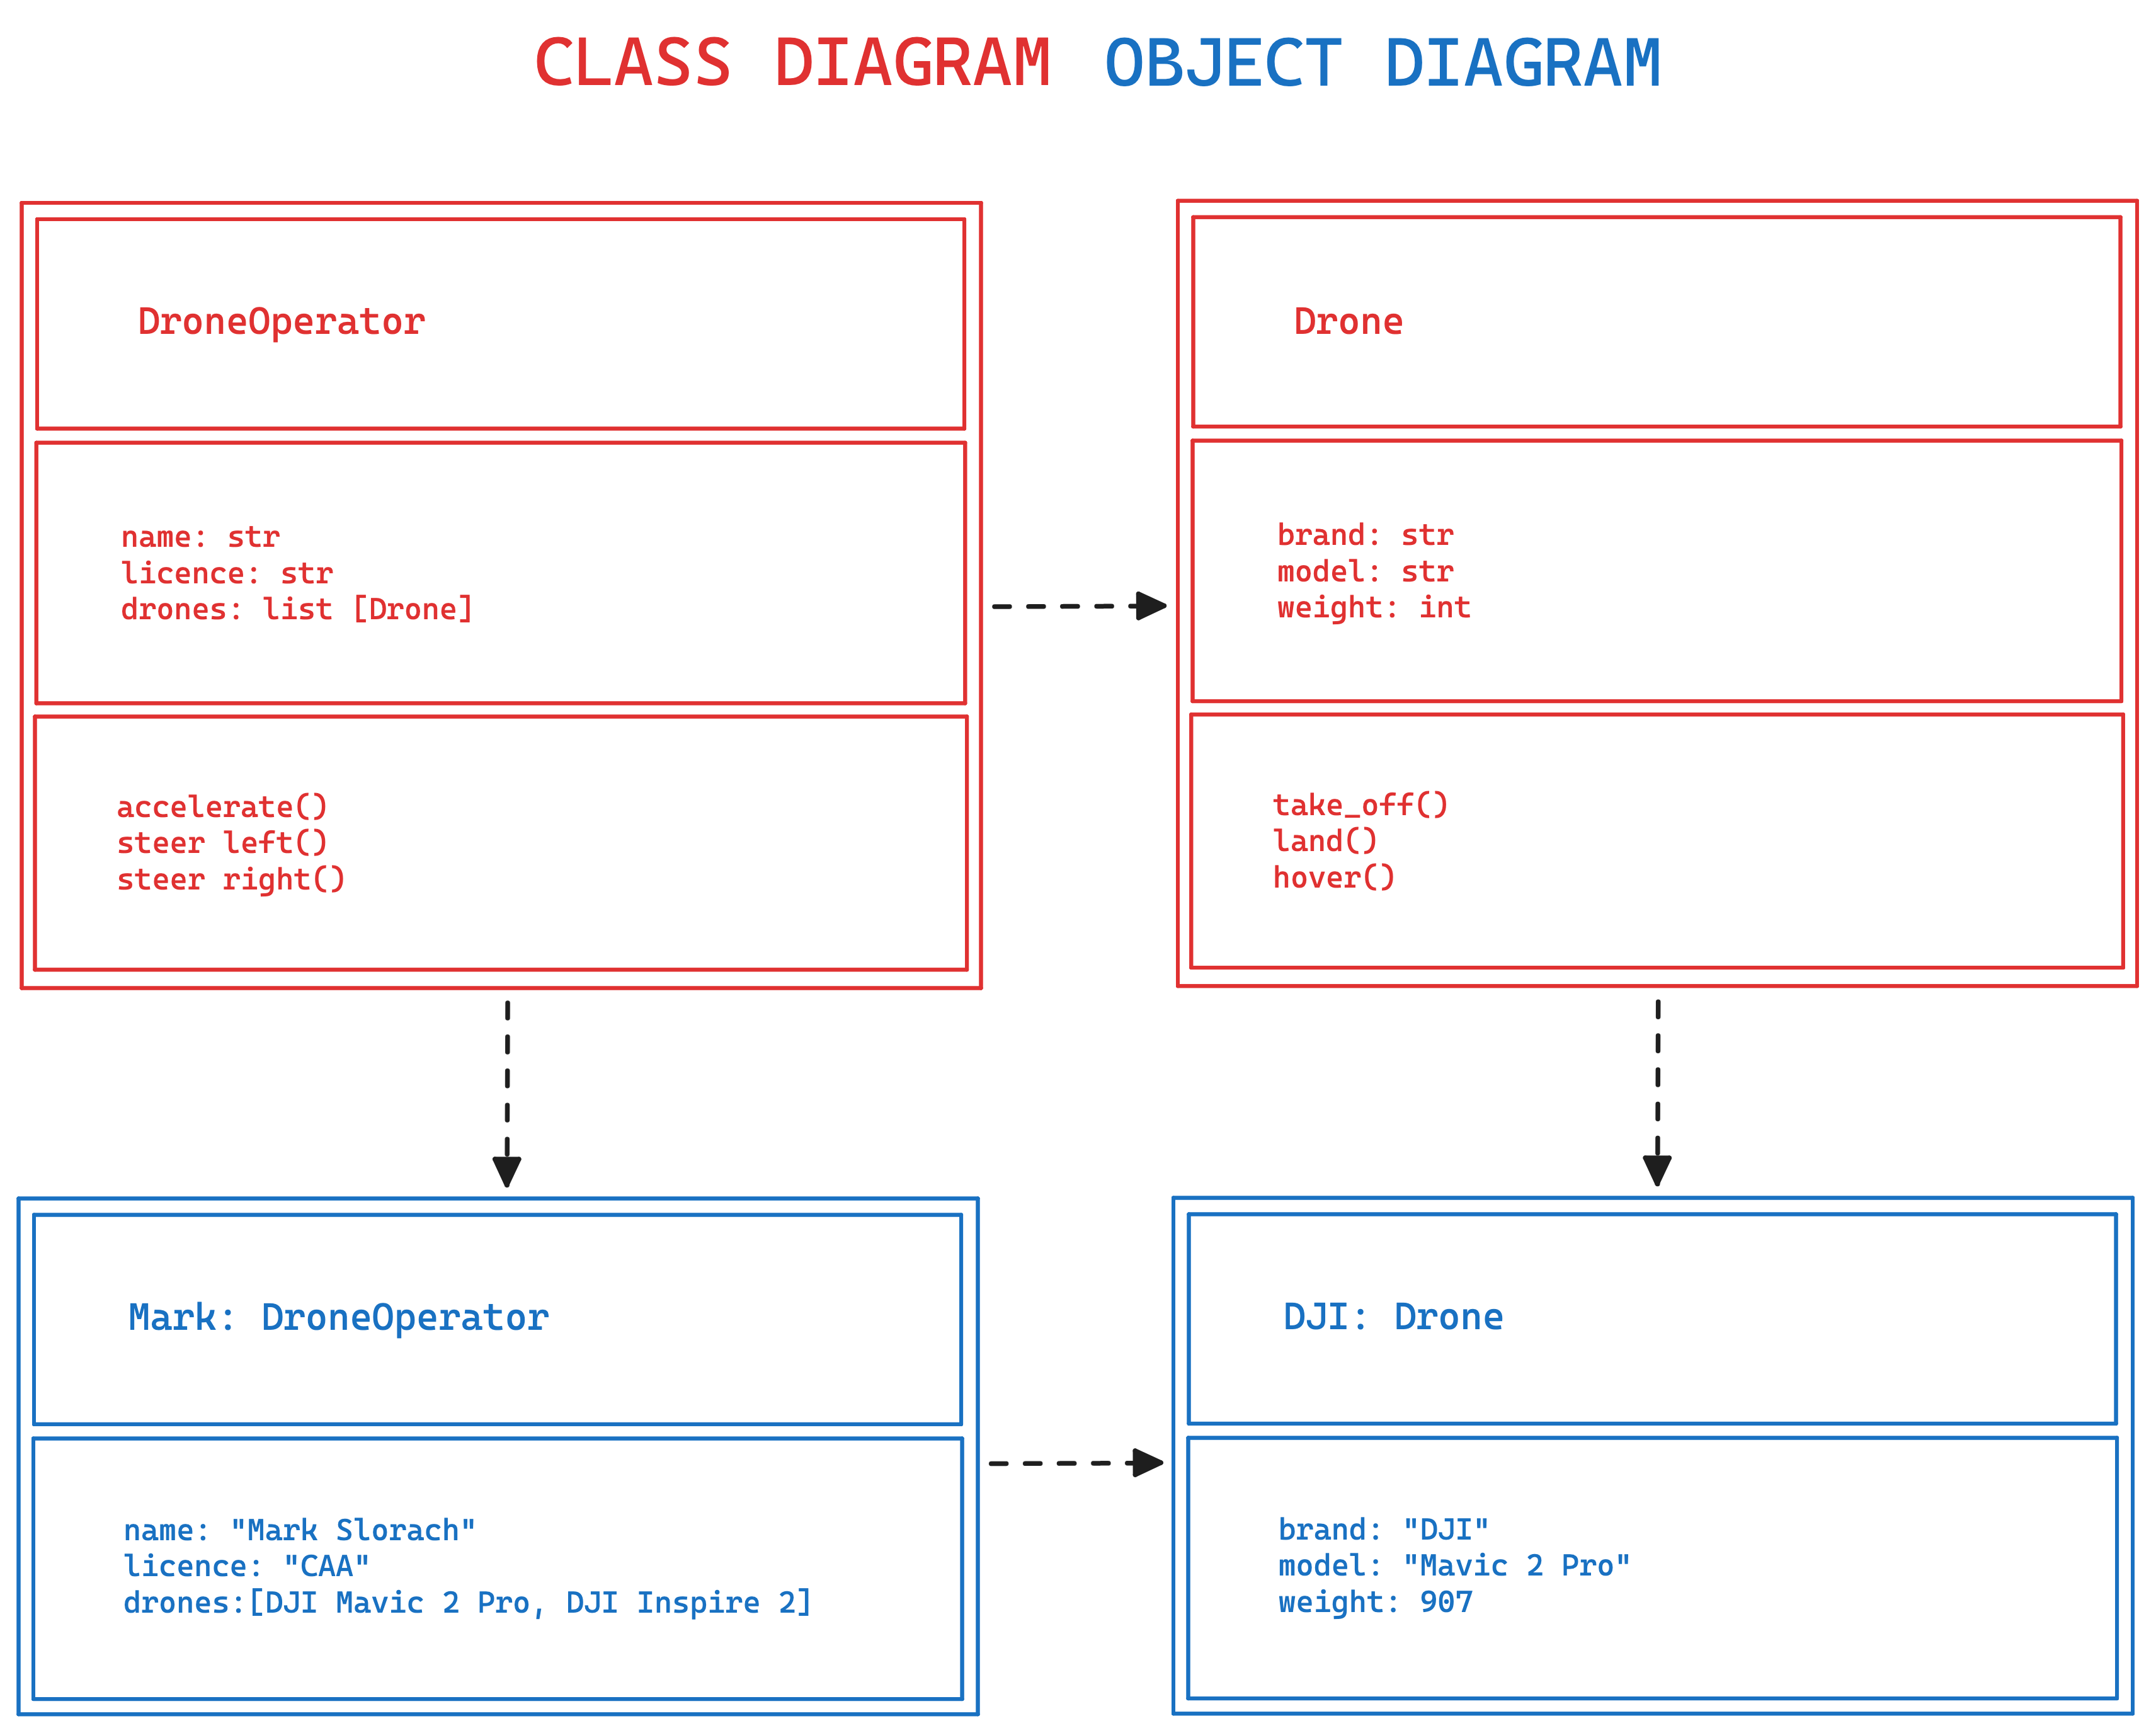 CLASS DIAGRAM OBJECT DIAGRAM
DroneOperator
name: str
licence: str
drones: list [Drone]
accelerate()
steer left()
steer right()
Drone
brand: str
model: str
weight: int
take_off()
land()
hover()
Mark: DroneOperator
name: "Mark Slorach"
licence: "CAA"
drones:[DJI Mavic 2 Pro, DJI Inspire 2]
DJI: Drone
brand: "DJI"
model: "Mavic 2 Pro"
weight: 907